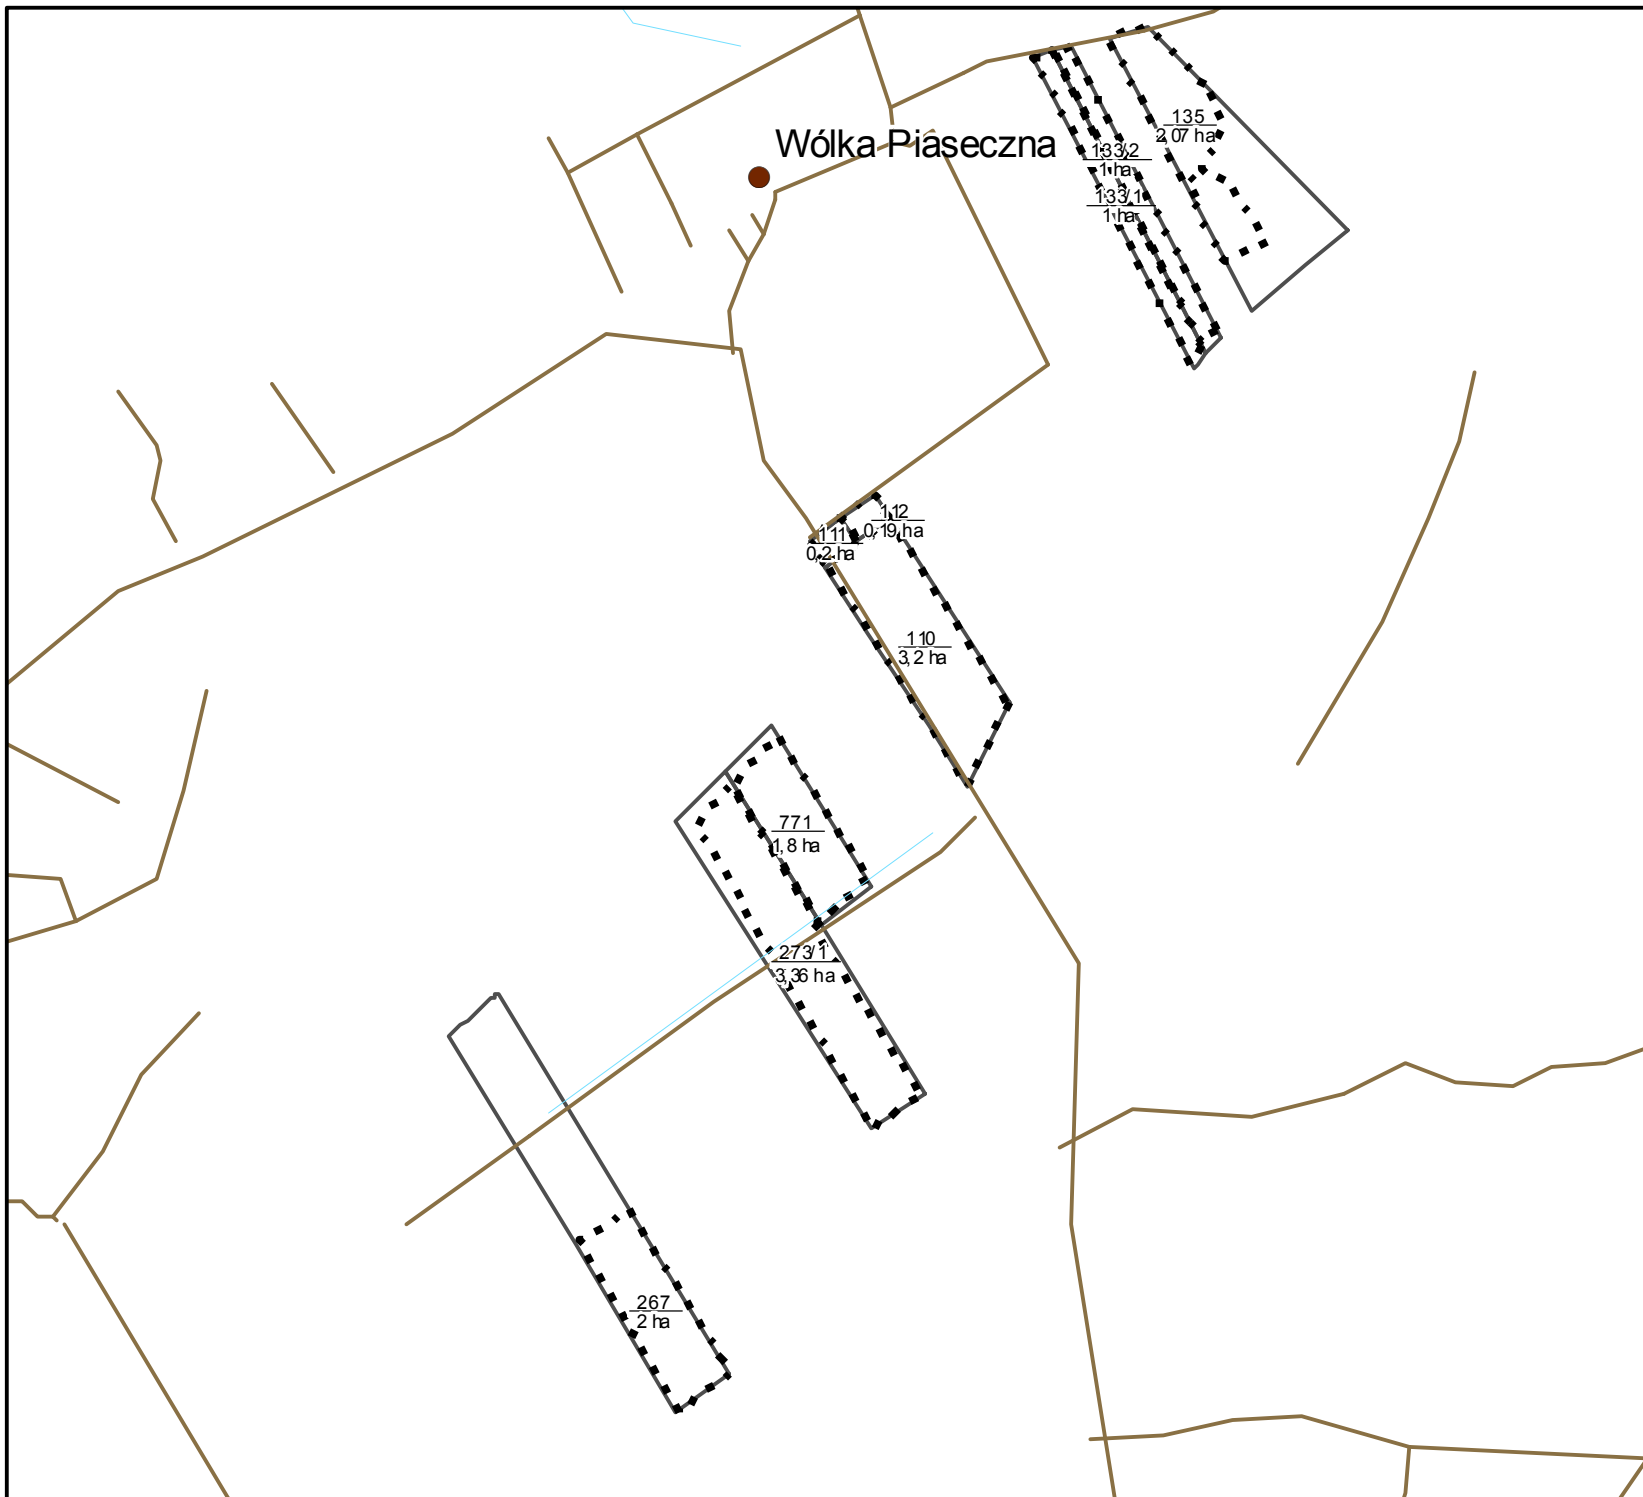 135
2,07 ha
Wólka Piaseczna
133/2
1 ha
133/1
1 ha
112
0,19 ha
111
0,2 ha
110
3,2 ha
771
1,8 ha
273/1
3,36 ha
267
2 ha